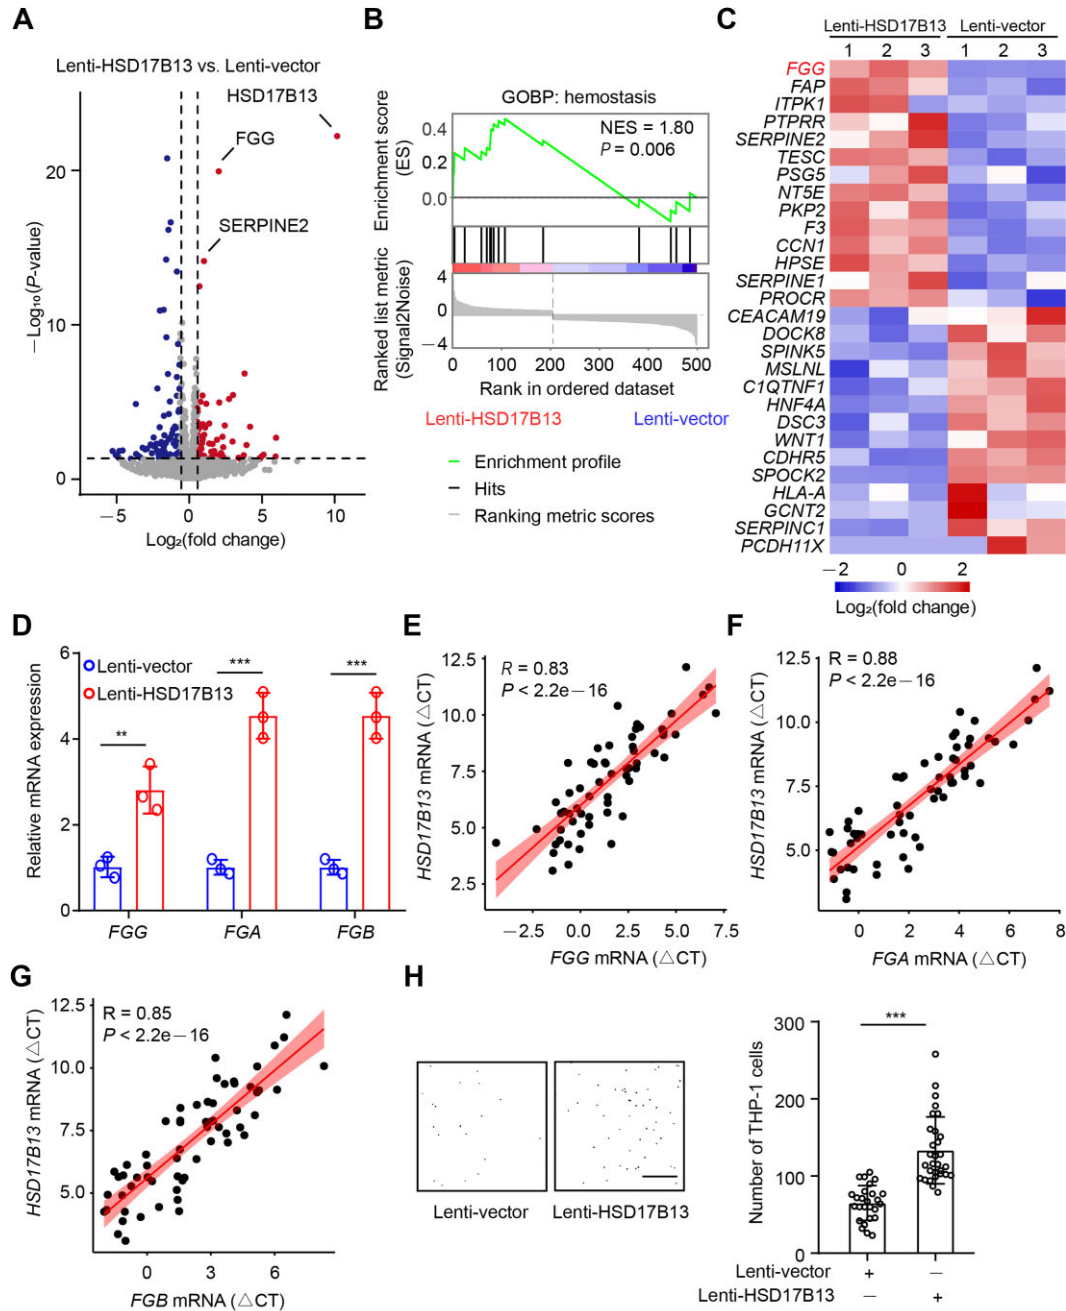 A
Lenti-HSD17B13 vs. Lenti-vector
HSD17B13
FGG
SERPINE2
−Log₁₀(P-value)
20
10
0
−5
0
5
10
Log₂(fold change)
B
GOBP: hemostasis
NES = 1.80
P = 0.006
Enrichment score
(ES)
0.4
0.2
0.0
Ranked list metric
(Signal2Noise)
4
0
−4
0
100
200
300
400
500
Rank in ordered dataset
Lenti-HSD17B13
Lenti-vector
Enrichment profile
Hits
Ranking metric scores
C
Lenti-HSD17B13 Lenti-vector
1 2 3 1 2 3
FGG
FAP
ITPK1
PTPRR
SERPINE2
TESC
PSG5
NT5E
PKP2
F3
CCN1
HPSE
SERPINE1
PROCR
CEACAM19
DOCK8
SPINK5
MSLNL
C1QTNF1
HNF4A
DSC3
WNT1
CDHR5
SPOCK2
HLA-A
GCNT2
SERPINC1
PCDH11X
−2 0 2
Log₂(fold change)
D
Lenti-vector
Lenti-HSD17B13
Relative mRNA expression
6
4
2
0
**
***
***
FGG
FGA
FGB
E
R = 0.83
P < 2.2e−16
HSD17B13 mRNA (△CT)
12.5
10.0
7.5
5.0
2.5
−2.5
0.0
2.5
5.0
7.5
FGG mRNA (△CT)
F
R = 0.88
P < 2.2e−16
HSD17B13 mRNA (△CT)
12.5
10.0
7.5
5.0
0
2
4
6
8
FGA mRNA (△CT)
G
R = 0.85
P < 2.2e−16
HSD17B13 mRNA (△CT)
12.5
10.0
7.5
5.0
0
3
6
FGB mRNA (△CT)
H
Lenti-vector
Lenti-HSD17B13
Number of THP-1 cells
300
200
100
0
***
Lenti-vector + −
Lenti-HSD17B13 − +